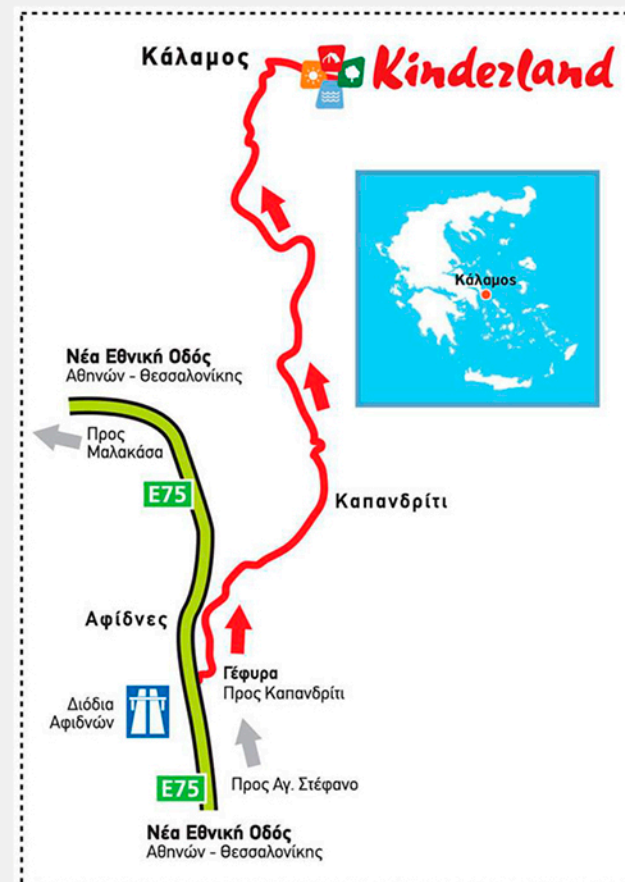 Κάλαμος
Kinderland
Κάλαμος
Νέα Εθνική Οδός
Αθηνών - Θεσσαλονίκης
Προς
Μαλακάσα
E75
Καπανδρίτι
Αφίδνες
Γέφυρα
Προς Καπανδρίτι
Διόδια
Αφιδνών
E75
Προς Αγ. Στέφανο
Νέα Εθνική Οδός
Αθηνών - Θεσσαλονίκης